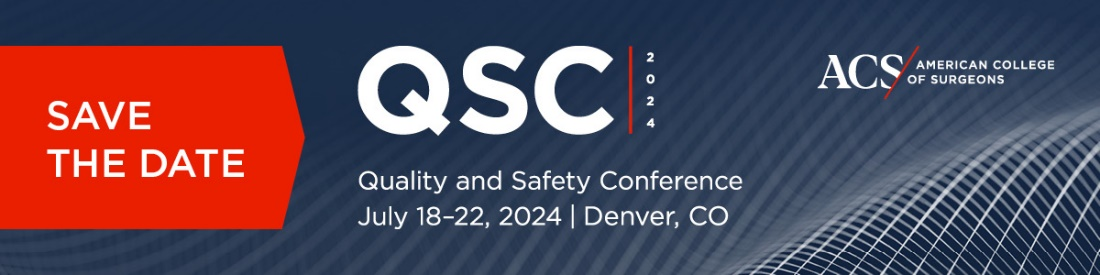 SAVE
THE DATE
QSC
2
0
2
4
Quality and Safety Conference
July 18–22, 2024 | Denver, CO
ACS
AMERICAN COLLEGE
OF SURGEONS